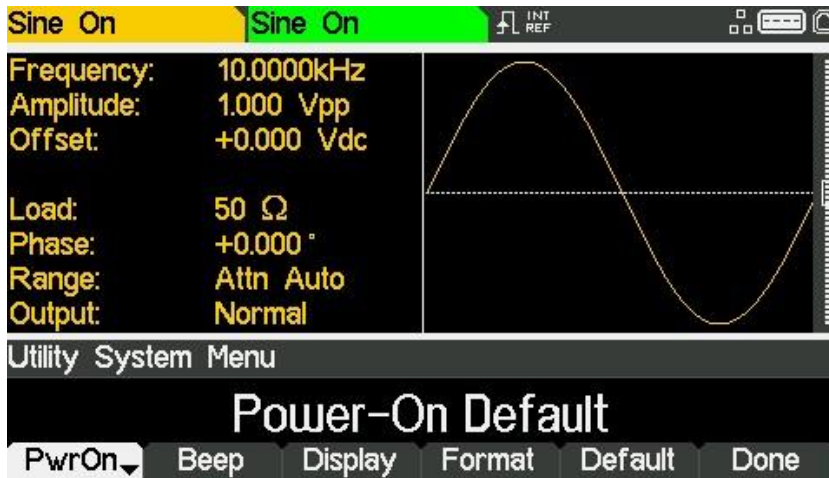 Sine On Sine On INT
REF
Frequency: 10.0000kHz
Amplitude: 1.000 Vpp
Offset: +0.000 Vdc
Load: 50 Ω
Phase: +0.000 °
Range: Attn Auto
Output: Normal
Utility System Menu
Power-On Default
PwrOn Beep Display Format Default Done